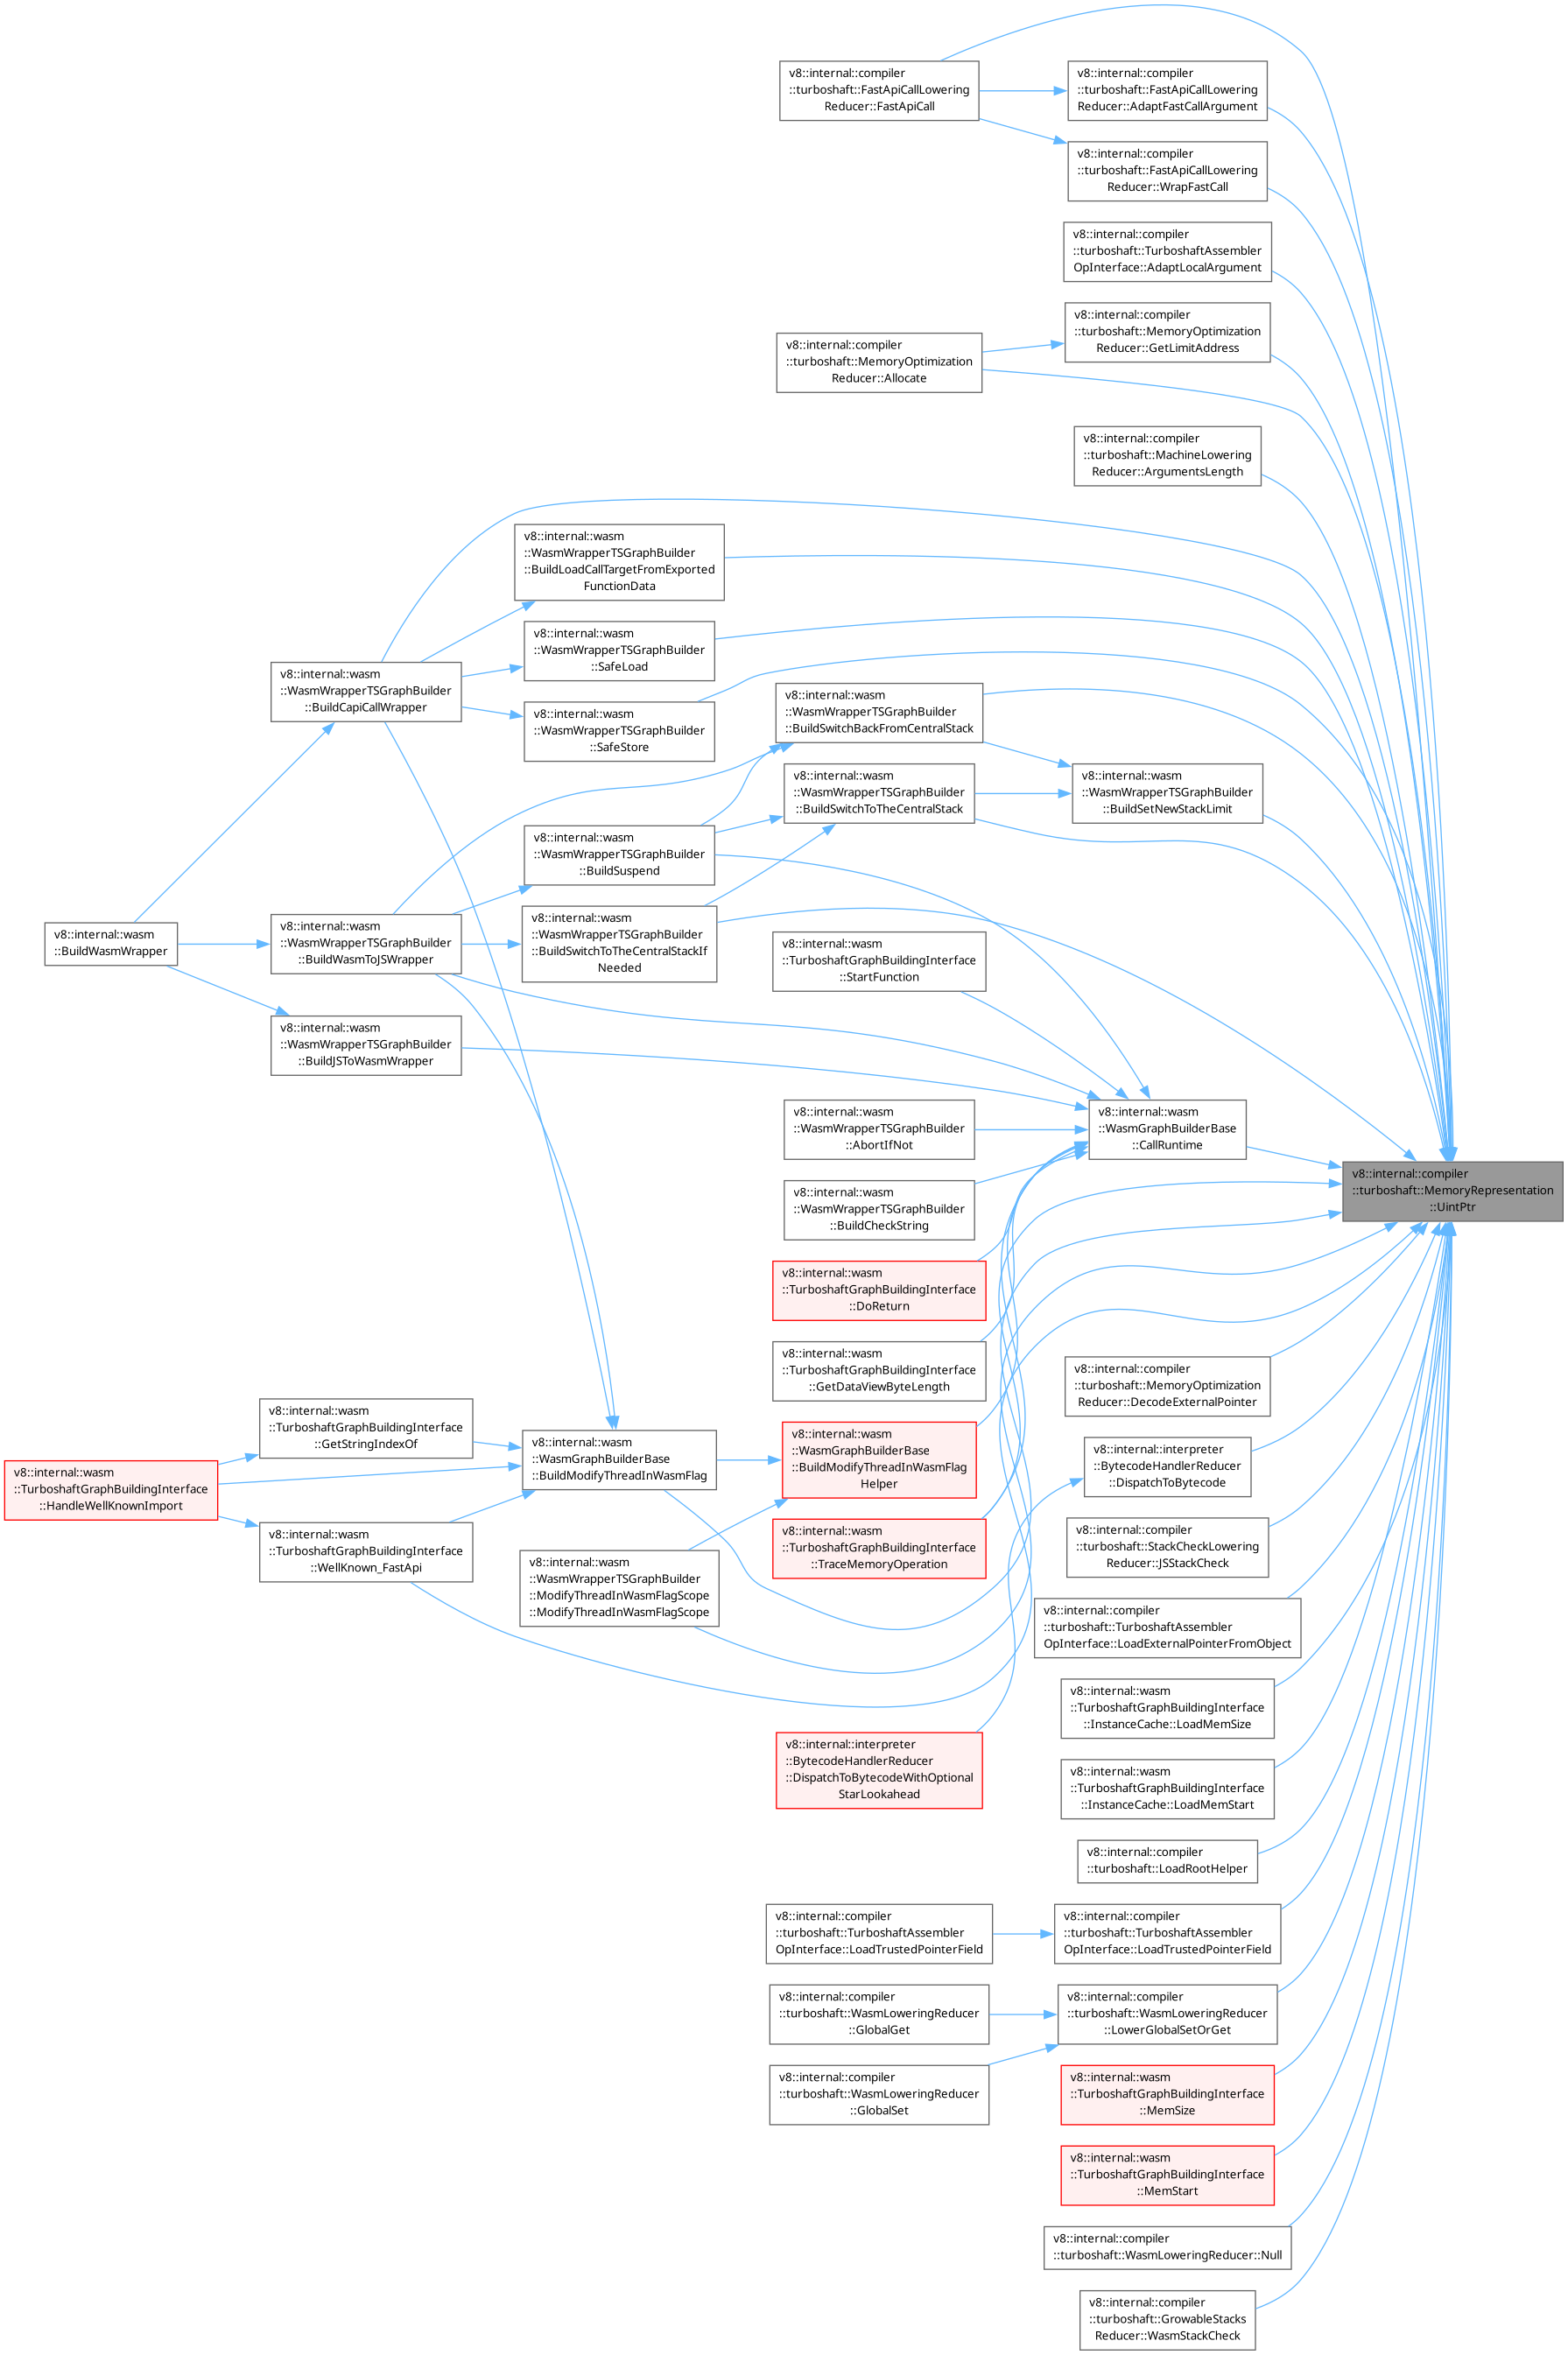 v8::internal::compiler
::turboshaft::FastApiCallLowering
Reducer::FastApiCall
v8::internal::compiler
::turboshaft::FastApiCallLowering
Reducer::AdaptFastCallArgument
v8::internal::compiler
::turboshaft::FastApiCallLowering
Reducer::WrapFastCall
v8::internal::compiler
::turboshaft::TurboshaftAssembler
OpInterface::AdaptLocalArgument
v8::internal::compiler
::turboshaft::MemoryOptimization
Reducer::GetLimitAddress
v8::internal::compiler
::turboshaft::MemoryOptimization
Reducer::Allocate
v8::internal::compiler
::turboshaft::MachineLowering
Reducer::ArgumentsLength
v8::internal::wasm
::WasmWrapperTSGraphBuilder
::BuildLoadCallTargetFromExported
FunctionData
v8::internal::wasm
::WasmWrapperTSGraphBuilder
::SafeLoad
v8::internal::wasm
::WasmWrapperTSGraphBuilder
::BuildCapiCallWrapper
v8::internal::wasm
::WasmWrapperTSGraphBuilder
::SafeStore
v8::internal::wasm
::WasmWrapperTSGraphBuilder
::BuildSwitchBackFromCentralStack
v8::internal::wasm
::WasmWrapperTSGraphBuilder
::BuildSwitchToTheCentralStack
v8::internal::wasm
::WasmWrapperTSGraphBuilder
::BuildSetNewStackLimit
v8::internal::wasm
::WasmWrapperTSGraphBuilder
::BuildSuspend
v8::internal::wasm
::BuildWasmWrapper
v8::internal::wasm
::WasmWrapperTSGraphBuilder
::BuildWasmToJSWrapper
v8::internal::wasm
::WasmWrapperTSGraphBuilder
::BuildSwitchToTheCentralStackIf
Needed
v8::internal::wasm
::TurboshaftGraphBuildingInterface
::StartFunction
v8::internal::wasm
::WasmWrapperTSGraphBuilder
::BuildJSToWasmWrapper
v8::internal::wasm
::WasmWrapperTSGraphBuilder
::AbortIfNot
v8::internal::wasm
::WasmGraphBuilderBase
::CallRuntime
v8::internal::compiler
::turboshaft::MemoryRepresentation
::UintPtr
v8::internal::wasm
::WasmWrapperTSGraphBuilder
::BuildCheckString
v8::internal::wasm
::TurboshaftGraphBuildingInterface
::DoReturn
v8::internal::wasm
::TurboshaftGraphBuildingInterface
::GetDataViewByteLength
v8::internal::compiler
::turboshaft::MemoryOptimization
Reducer::DecodeExternalPointer
v8::internal::wasm
::TurboshaftGraphBuildingInterface
::GetStringIndexOf
v8::internal::wasm
::TurboshaftGraphBuildingInterface
::HandleWellKnownImport
v8::internal::wasm
::WasmGraphBuilderBase
::BuildModifyThreadInWasmFlag
v8::internal::wasm
::WasmGraphBuilderBase
::BuildModifyThreadInWasmFlag
Helper
v8::internal::interpreter
::BytecodeHandlerReducer
::DispatchToBytecode
v8::internal::wasm
::TurboshaftGraphBuildingInterface
::WellKnown_FastApi
v8::internal::wasm
::TurboshaftGraphBuildingInterface
::TraceMemoryOperation
v8::internal::compiler
::turboshaft::StackCheckLowering
Reducer::JSStackCheck
v8::internal::wasm
::WasmWrapperTSGraphBuilder
::ModifyThreadInWasmFlagScope
::ModifyThreadInWasmFlagScope
v8::internal::compiler
::turboshaft::TurboshaftAssembler
OpInterface::LoadExternalPointerFromObject
v8::internal::wasm
::TurboshaftGraphBuildingInterface
::InstanceCache::LoadMemSize
v8::internal::interpreter
::BytecodeHandlerReducer
::DispatchToBytecodeWithOptional
StarLookahead
v8::internal::wasm
::TurboshaftGraphBuildingInterface
::InstanceCache::LoadMemStart
v8::internal::compiler
::turboshaft::LoadRootHelper
v8::internal::compiler
::turboshaft::TurboshaftAssembler
OpInterface::LoadTrustedPointerField
v8::internal::compiler
::turboshaft::TurboshaftAssembler
OpInterface::LoadTrustedPointerField
v8::internal::compiler
::turboshaft::WasmLoweringReducer
::GlobalGet
v8::internal::compiler
::turboshaft::WasmLoweringReducer
::LowerGlobalSetOrGet
v8::internal::compiler
::turboshaft::WasmLoweringReducer
::GlobalSet
v8::internal::wasm
::TurboshaftGraphBuildingInterface
::MemSize
v8::internal::wasm
::TurboshaftGraphBuildingInterface
::MemStart
v8::internal::compiler
::turboshaft::WasmLoweringReducer::Null
v8::internal::compiler
::turboshaft::GrowableStacks
Reducer::WasmStackCheck